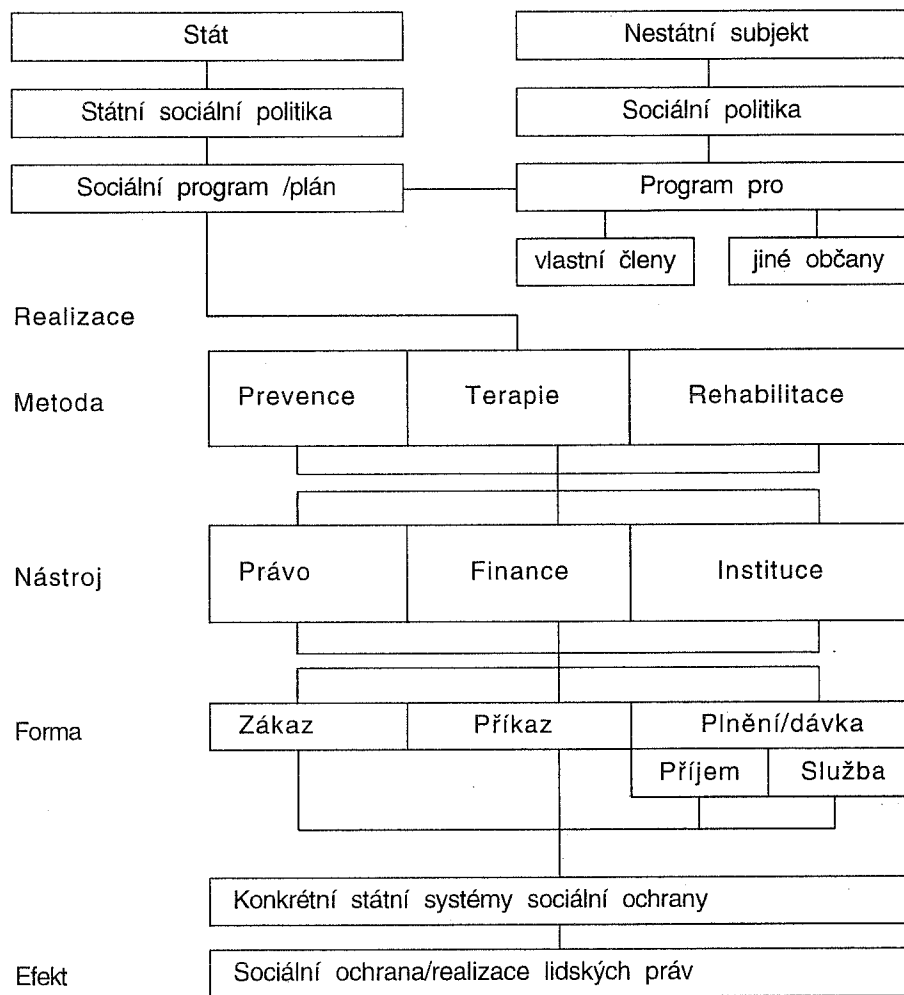 Stát
Nestátní subjekt
Státní sociální politika
Sociální politika
Sociální program /plán
Program pro
vlastní členy
jiné občany
Realizace
Metoda
Prevence
Terapie
Rehabilitace
Nástroj
Právo
Finance
Instituce
Forma
Zákaz
Příkaz
Plnění/dávka
Příjem
Služba
Konkrétní státní systémy sociální ochrany
Efekt
Sociální ochrana/realizace lidských práv